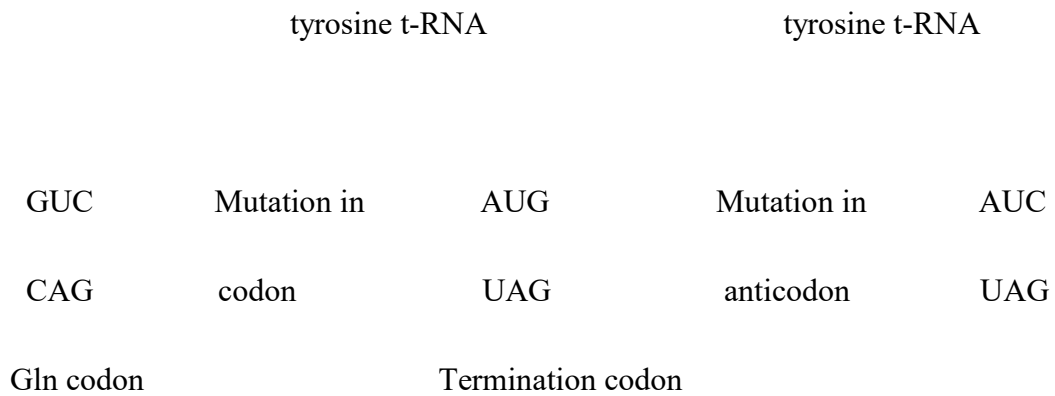 tyrosine t-RNA tyrosine t-RNA
GUC Mutation in AUG Mutation in AUC
CAG codon UAG anticodon UAG
Gln codon Termination codon